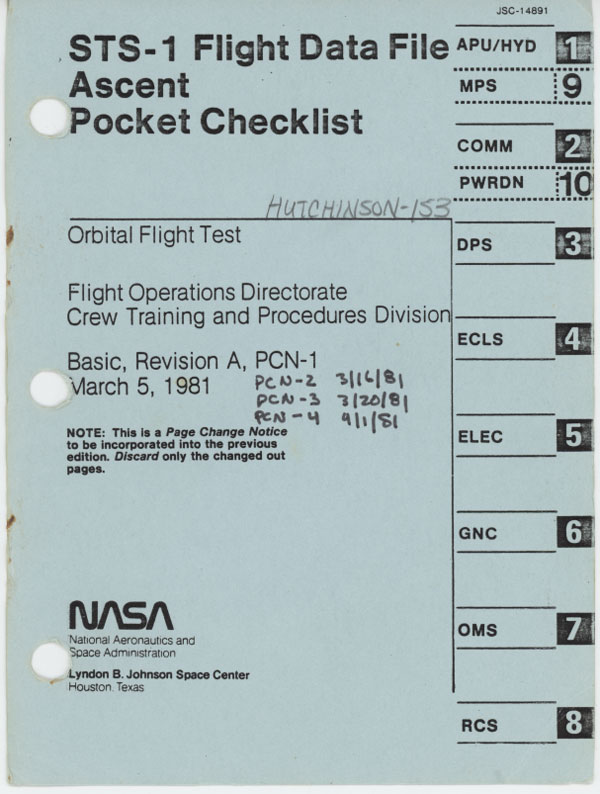 JSC-14891
STS-1 Flight Data File
Ascent
Pocket Checklist
HUTCHINSON-153
Orbital Flight Test
Flight Operations Directorate
Crew Training and Procedures Division
Basic, Revision A, PCN-1
March 5, 1981
PCN-2 3/16/81
PCN-3 3/20/81
PCN-4 9/1/81
NOTE: This is a Page Change Notice
to be incorporated into the previous
edition. Discard only the changed out
pages.
NASA
National Aeronautics and
Space Administration
Lyndon B. Johnson Space Center
Houston, Texas
APU/HYD 1
MPS 9
COMM 2
PWRDN 10
DPS 3
ECLS 4
ELEC 5
GNC 6
OMS 7
RCS 8